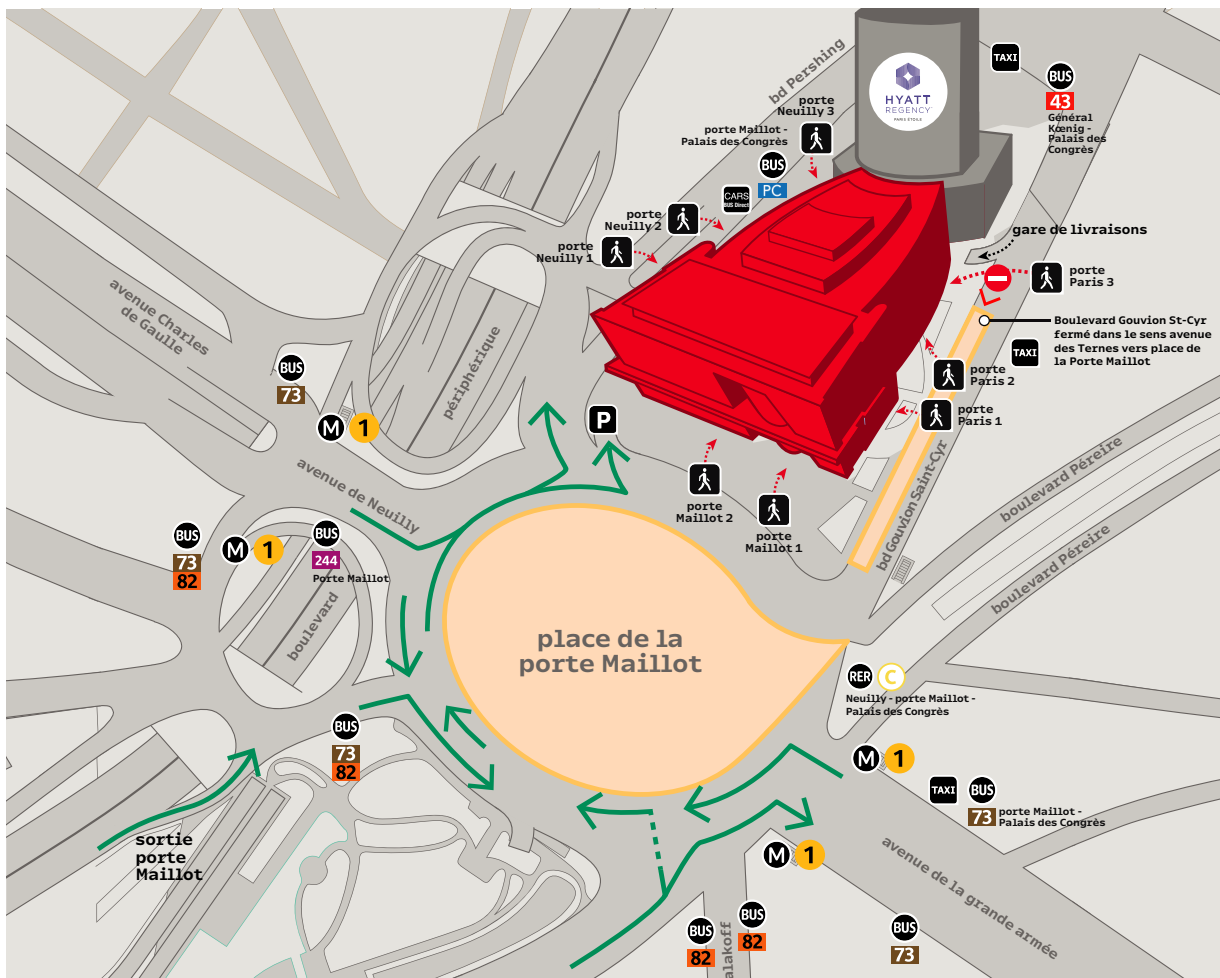 bd Pershing
HYATT
REGENCY
PARIS ETOILE
TAXI
BUS
43
Général
Kœnig -
Palais des
Congrès
porte
Neuilly 3
porte Maillot -
Palais des Congrès
BUS
PC
CARS
BUS Direct
porte
Neuilly 2
porte
Neuilly 1
gare de livraisons
porte
Paris 3
Boulevard Gouvion St-Cyr
fermé dans le sens avenue
des Ternes vers place de
la Porte Maillot
TAXI
porte
Paris 2
porte
Paris 1
avenue Charles
de Gaulle
périphérique
BUS
73
M 1
P
avenue de Neuilly
porte
Maillot 2
porte
Maillot 1
bd Gouvion Saint-Cyr
boulevard Péreire
boulevard Péreire
BUS
73
82
M 1
BUS
244
Porte Maillot
boulevard
place de la
porte Maillot
RER C
Neuilly - porte Maillot -
Palais des Congrès
BUS
73
82
M 1
TAXI
BUS
73
porte Maillot -
Palais des Congrès
sortie
porte
Maillot
M 1
avenue de la grande armée
BUS
82
BUS
82
alakoff
BUS
73